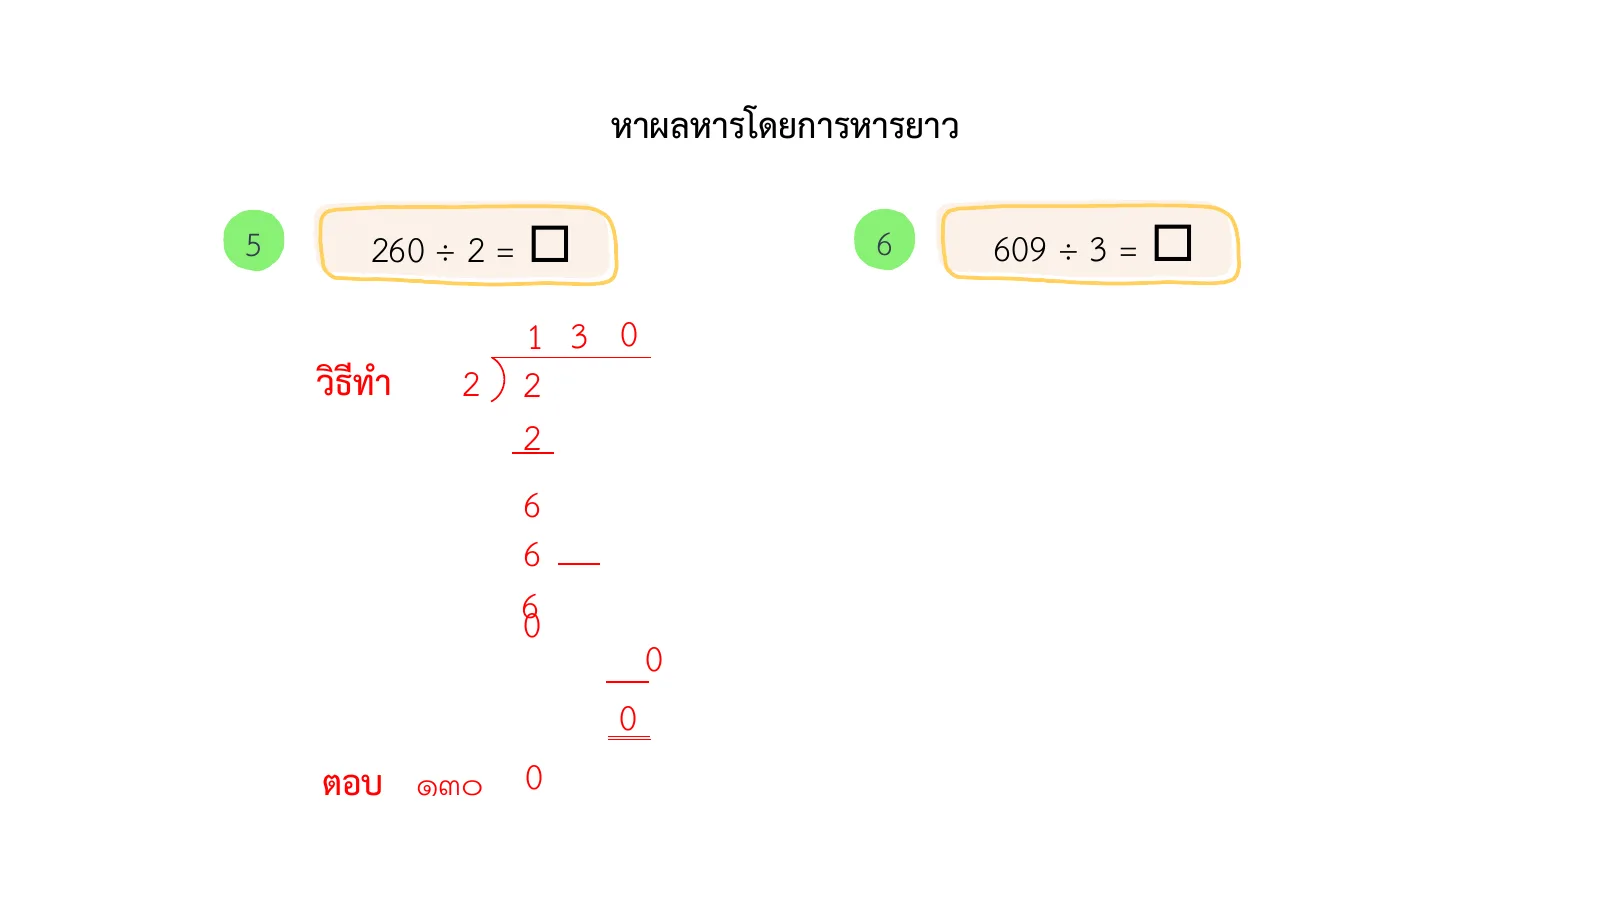 หาผลหารโดยการหารยาว
5
260 ÷ 2 = □
6
609 ÷ 3 = □
1 3 0
วิธีทำ 2 ) 2
2
6
6
6
0
0
0
0
ตอบ ๑๓๐